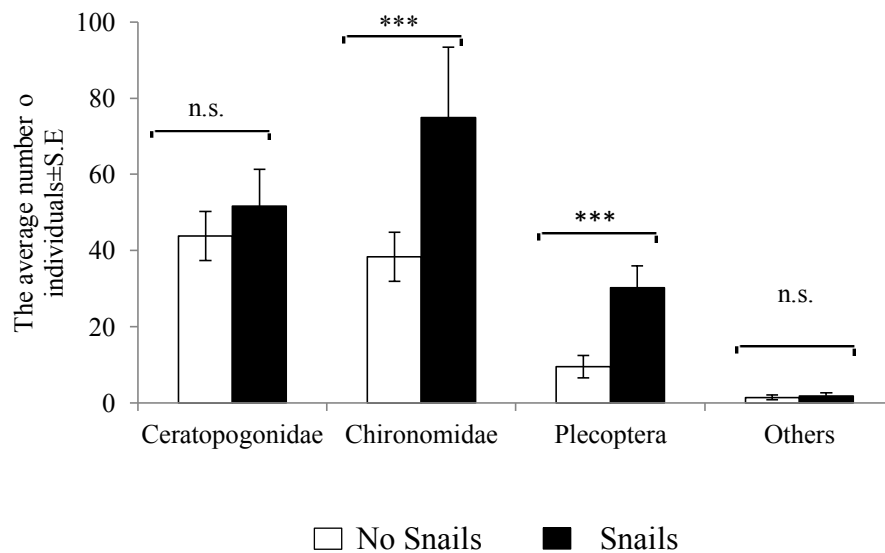 The average number o
individuals±S.E
100
80
60
40
20
0
n.s.
***
***
n.s.
Ceratopogonidae Chironomidae Plecoptera Others
No Snails Snails